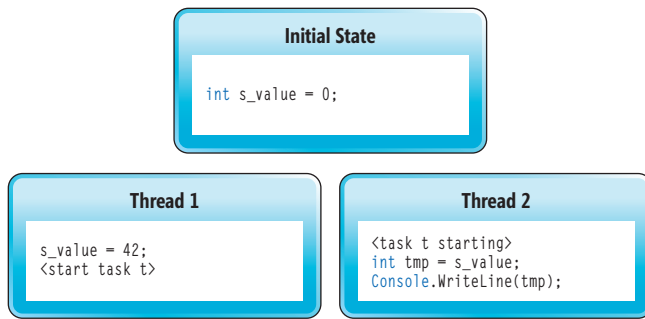 Initial State
int s_value = 0;
Thread 1
s_value = 42;
<start task t>
Thread 2
<task t starting>
int tmp = s_value;
Console.WriteLine(tmp);